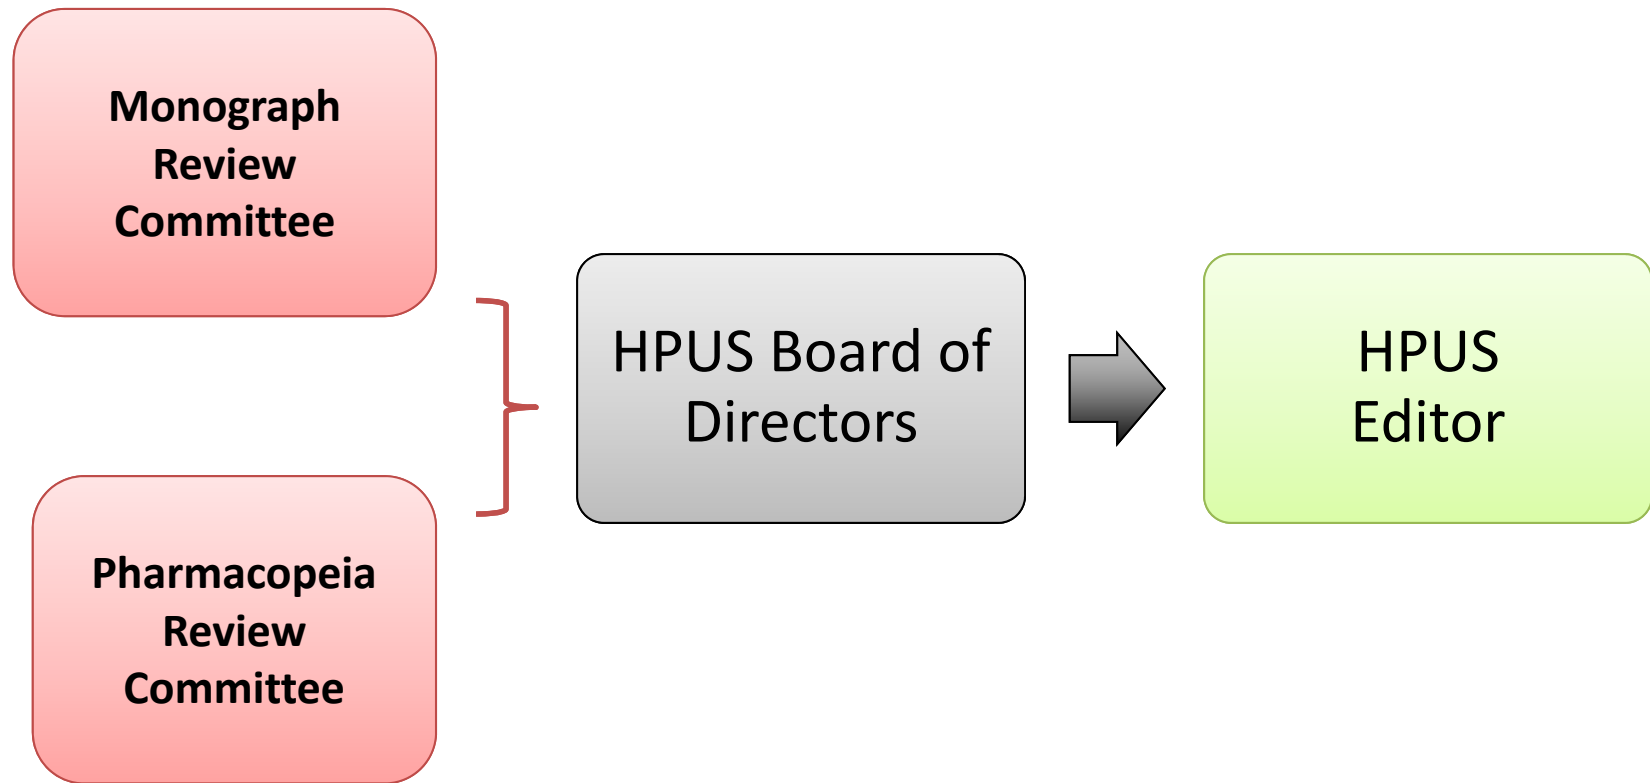 Monograph
Review
Committee
Pharmacopeia
Review
Committee
HPUS Board of
Directors
HPUS
Editor